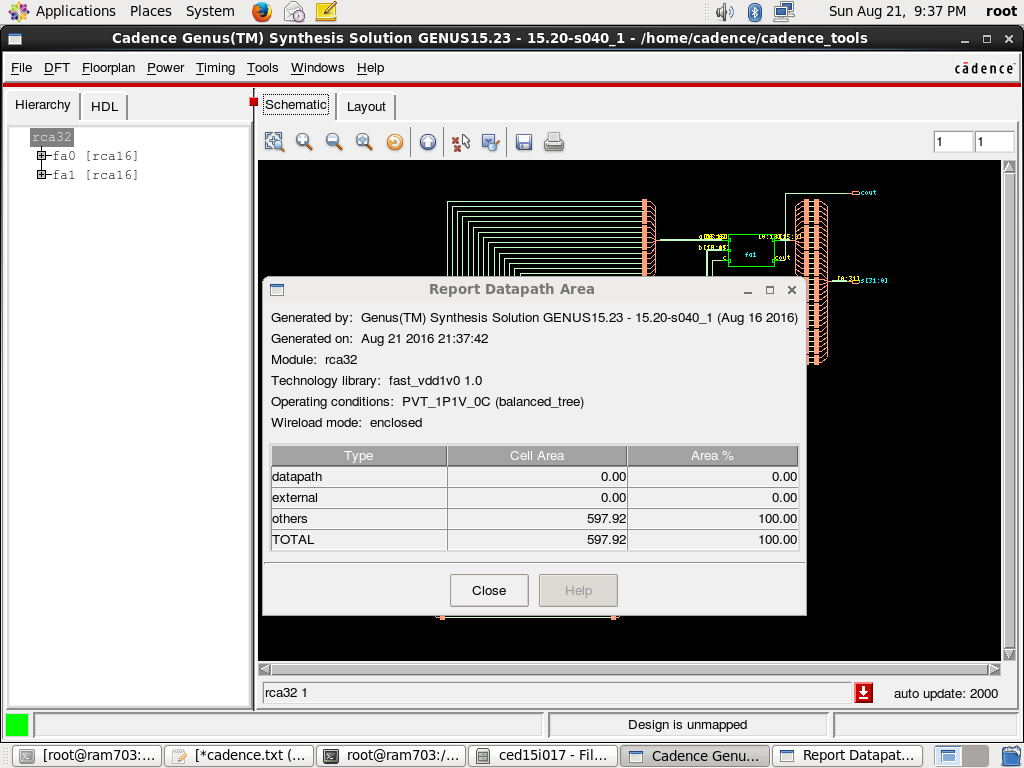 Applications Places System Sun Aug 21, 9:37 PM root
Cadence Genus(TM) Synthesis Solution GENUS15.23 - 15.20-s040_1 - /home/cadence/cadence_tools
File DFT Floorplan Power Timing Tools Windows Help cādence
Hierarchy HDL
Schematic Layout
1 1
rca32
fa0 [rca16]
fa1 [rca16]
cout
fa1
cout
s[31:0]
Report Datapath Area
Generated by: Genus(TM) Synthesis Solution GENUS15.23 - 15.20-s040_1 (Aug 16 2016)
Generated on: Aug 21 2016 21:37:42
Module: rca32
Technology library: fast_vdd1v0 1.0
Operating conditions: PVT_1P1V_0C (balanced_tree)
Wireload mode: enclosed
Type Cell Area Area %
datapath 0.00 0.00
external 0.00 0.00
others 597.92 100.00
TOTAL 597.92 100.00
Close Help
rca32 1 auto update: 2000
Design is unmapped
[root@ram703:... [*cadence.txt (... root@ram703:/... ced15i017 - Fil... Cadence Genu... Report Datapat...